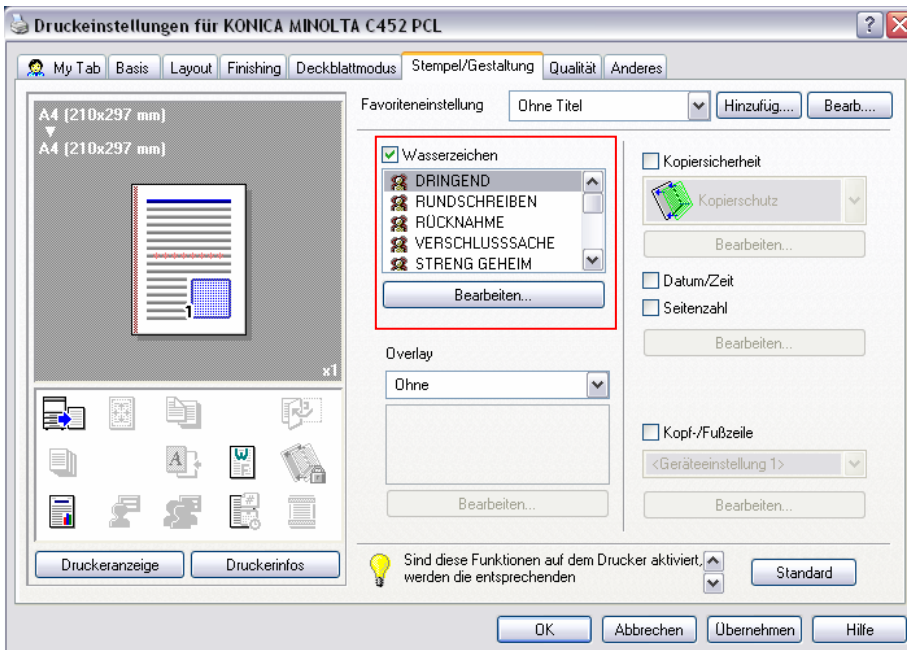 Druckeinstellungen für KONICA MINOLTA C452 PCL
My Tab Basis Layout Finishing Deckblattmodus Stempel/Gestaltung Qualität Anderes
A4 (210x297 mm)
A4 (210x297 mm)
1
x1
Druckeranzeige Druckerinfos
Favoriteneinstellung Ohne Titel Hinzufüg.... Bearb....
Wasserzeichen
DRINGEND
RUNDSCHREIBEN
RÜCKNAHME
VERSCHLUSSSACHE
STRENG GEHEIM
Bearbeiten...
Overlay
Ohne
Bearbeiten...
Kopiersicherheit
Kopierschutz
Bearbeiten...
Datum/Zeit
Seitenzahl
Bearbeiten...
Kopf-/Fußzeile
<Geräteeinstellung 1>
Bearbeiten...
Sind diese Funktionen auf dem Drucker aktiviert,
werden die entsprechenden
Standard
OK Abbrechen Übernehmen Hilfe